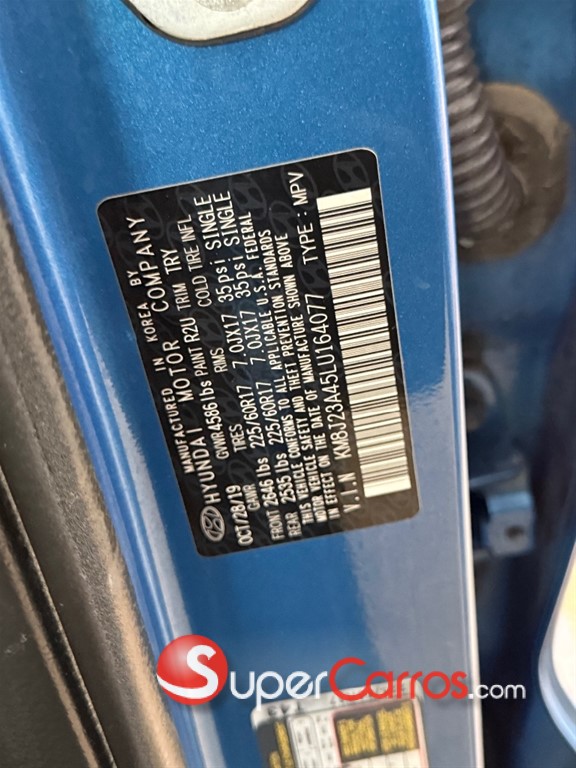 MANUFACTURED IN KOREA BY
HYUNDAI MOTOR COMPANY
GVWR4586lbs PAINT R2U TRIM TRY
OCT/28/19 TIRES RIMS COLD TIRE INFL
GAWR
FRONT 2646 lbs 225/60R17 7.0JX17 35psi SINGLE
REAR 2535 lbs 225/60R17 7.0JX17 35psi SINGLE
THIS VEHICLE CONFORMS TO ALL APPLICABLE U.S.A. FEDERAL
MOTOR VEHICLE SAFETY AND THEFT PREVENTION STANDARDS
IN EFFECT ON THE DATE OF MANUFACTURE SHOWN ABOVE
V.I.N KM8J23A45LU164077 TYPE : MPV
SuperCarros.com